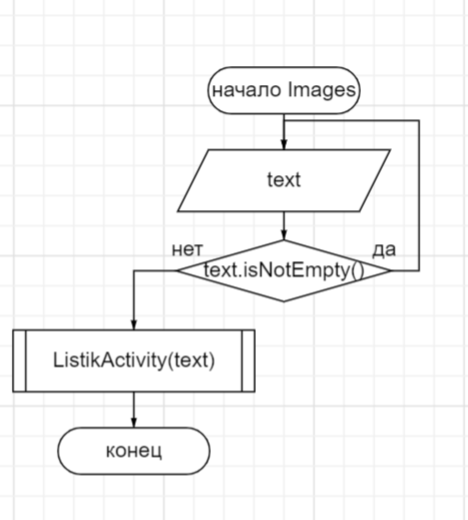 начало Images
text
нет
да
text.isNotEmpty()
ListikActivity(text)
конец